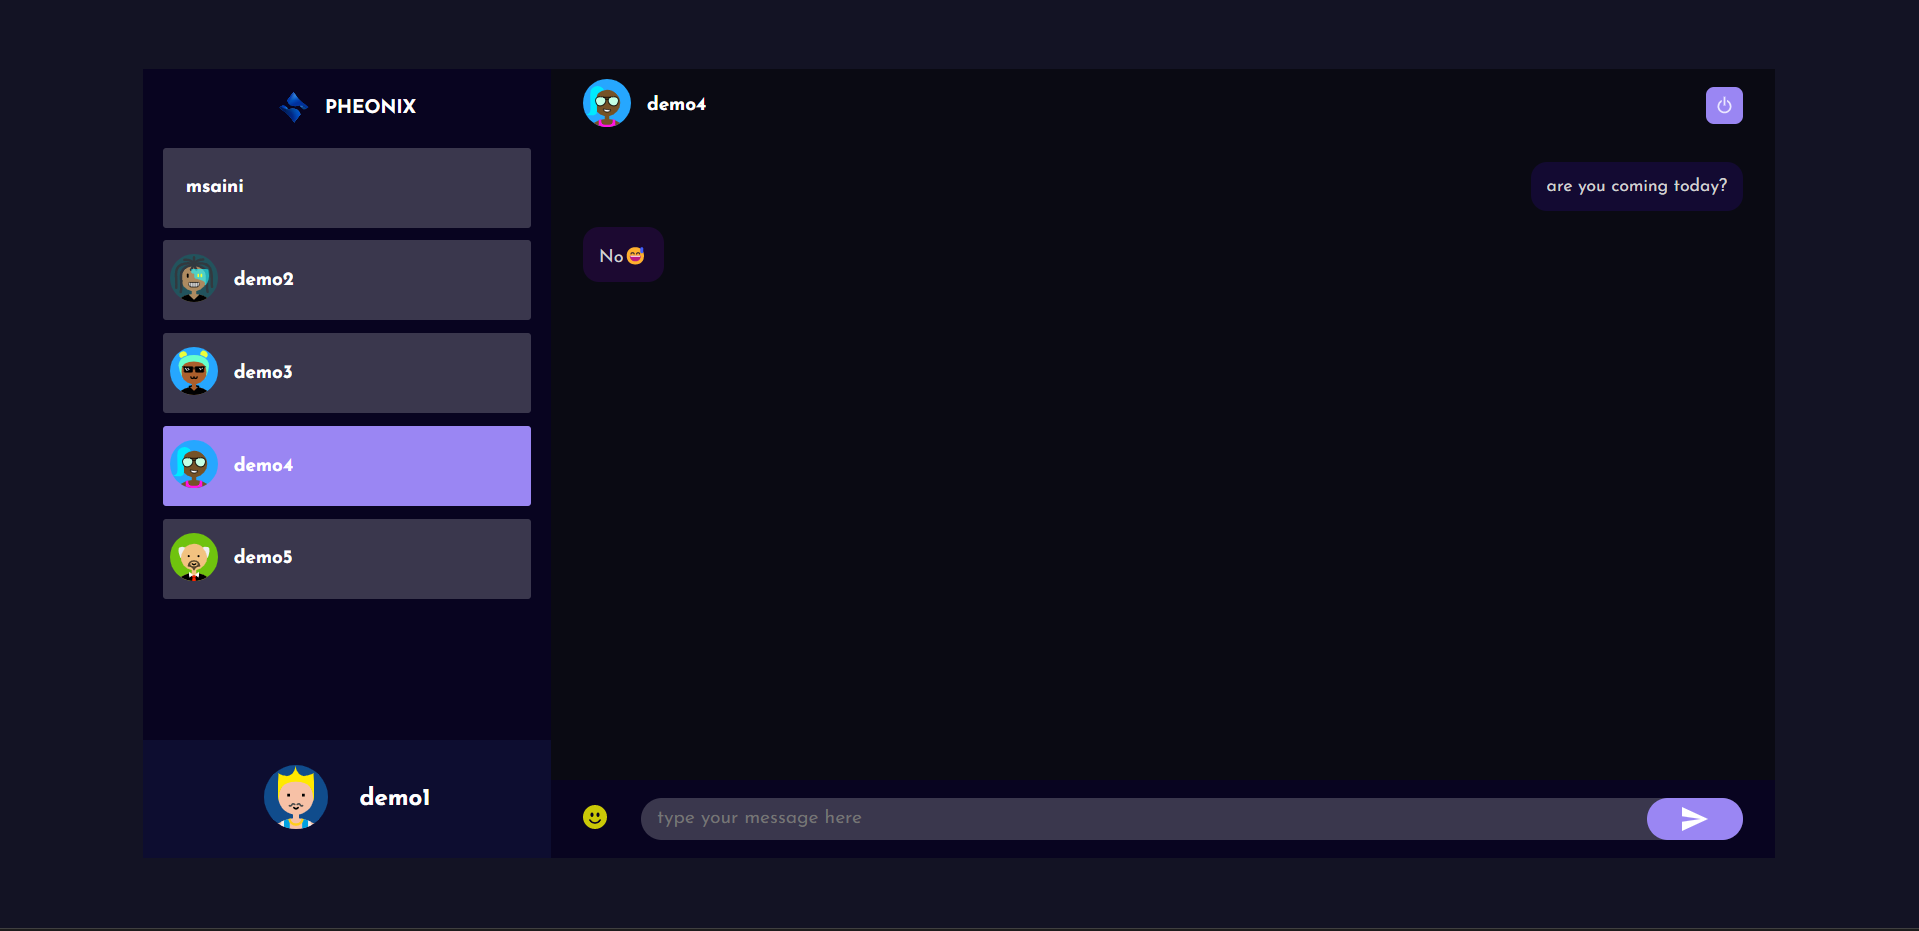 PHEONIX
msaini
demo2
demo3
demo4
demo5
demo1
demo4
are you coming today?
No😅
type your message here